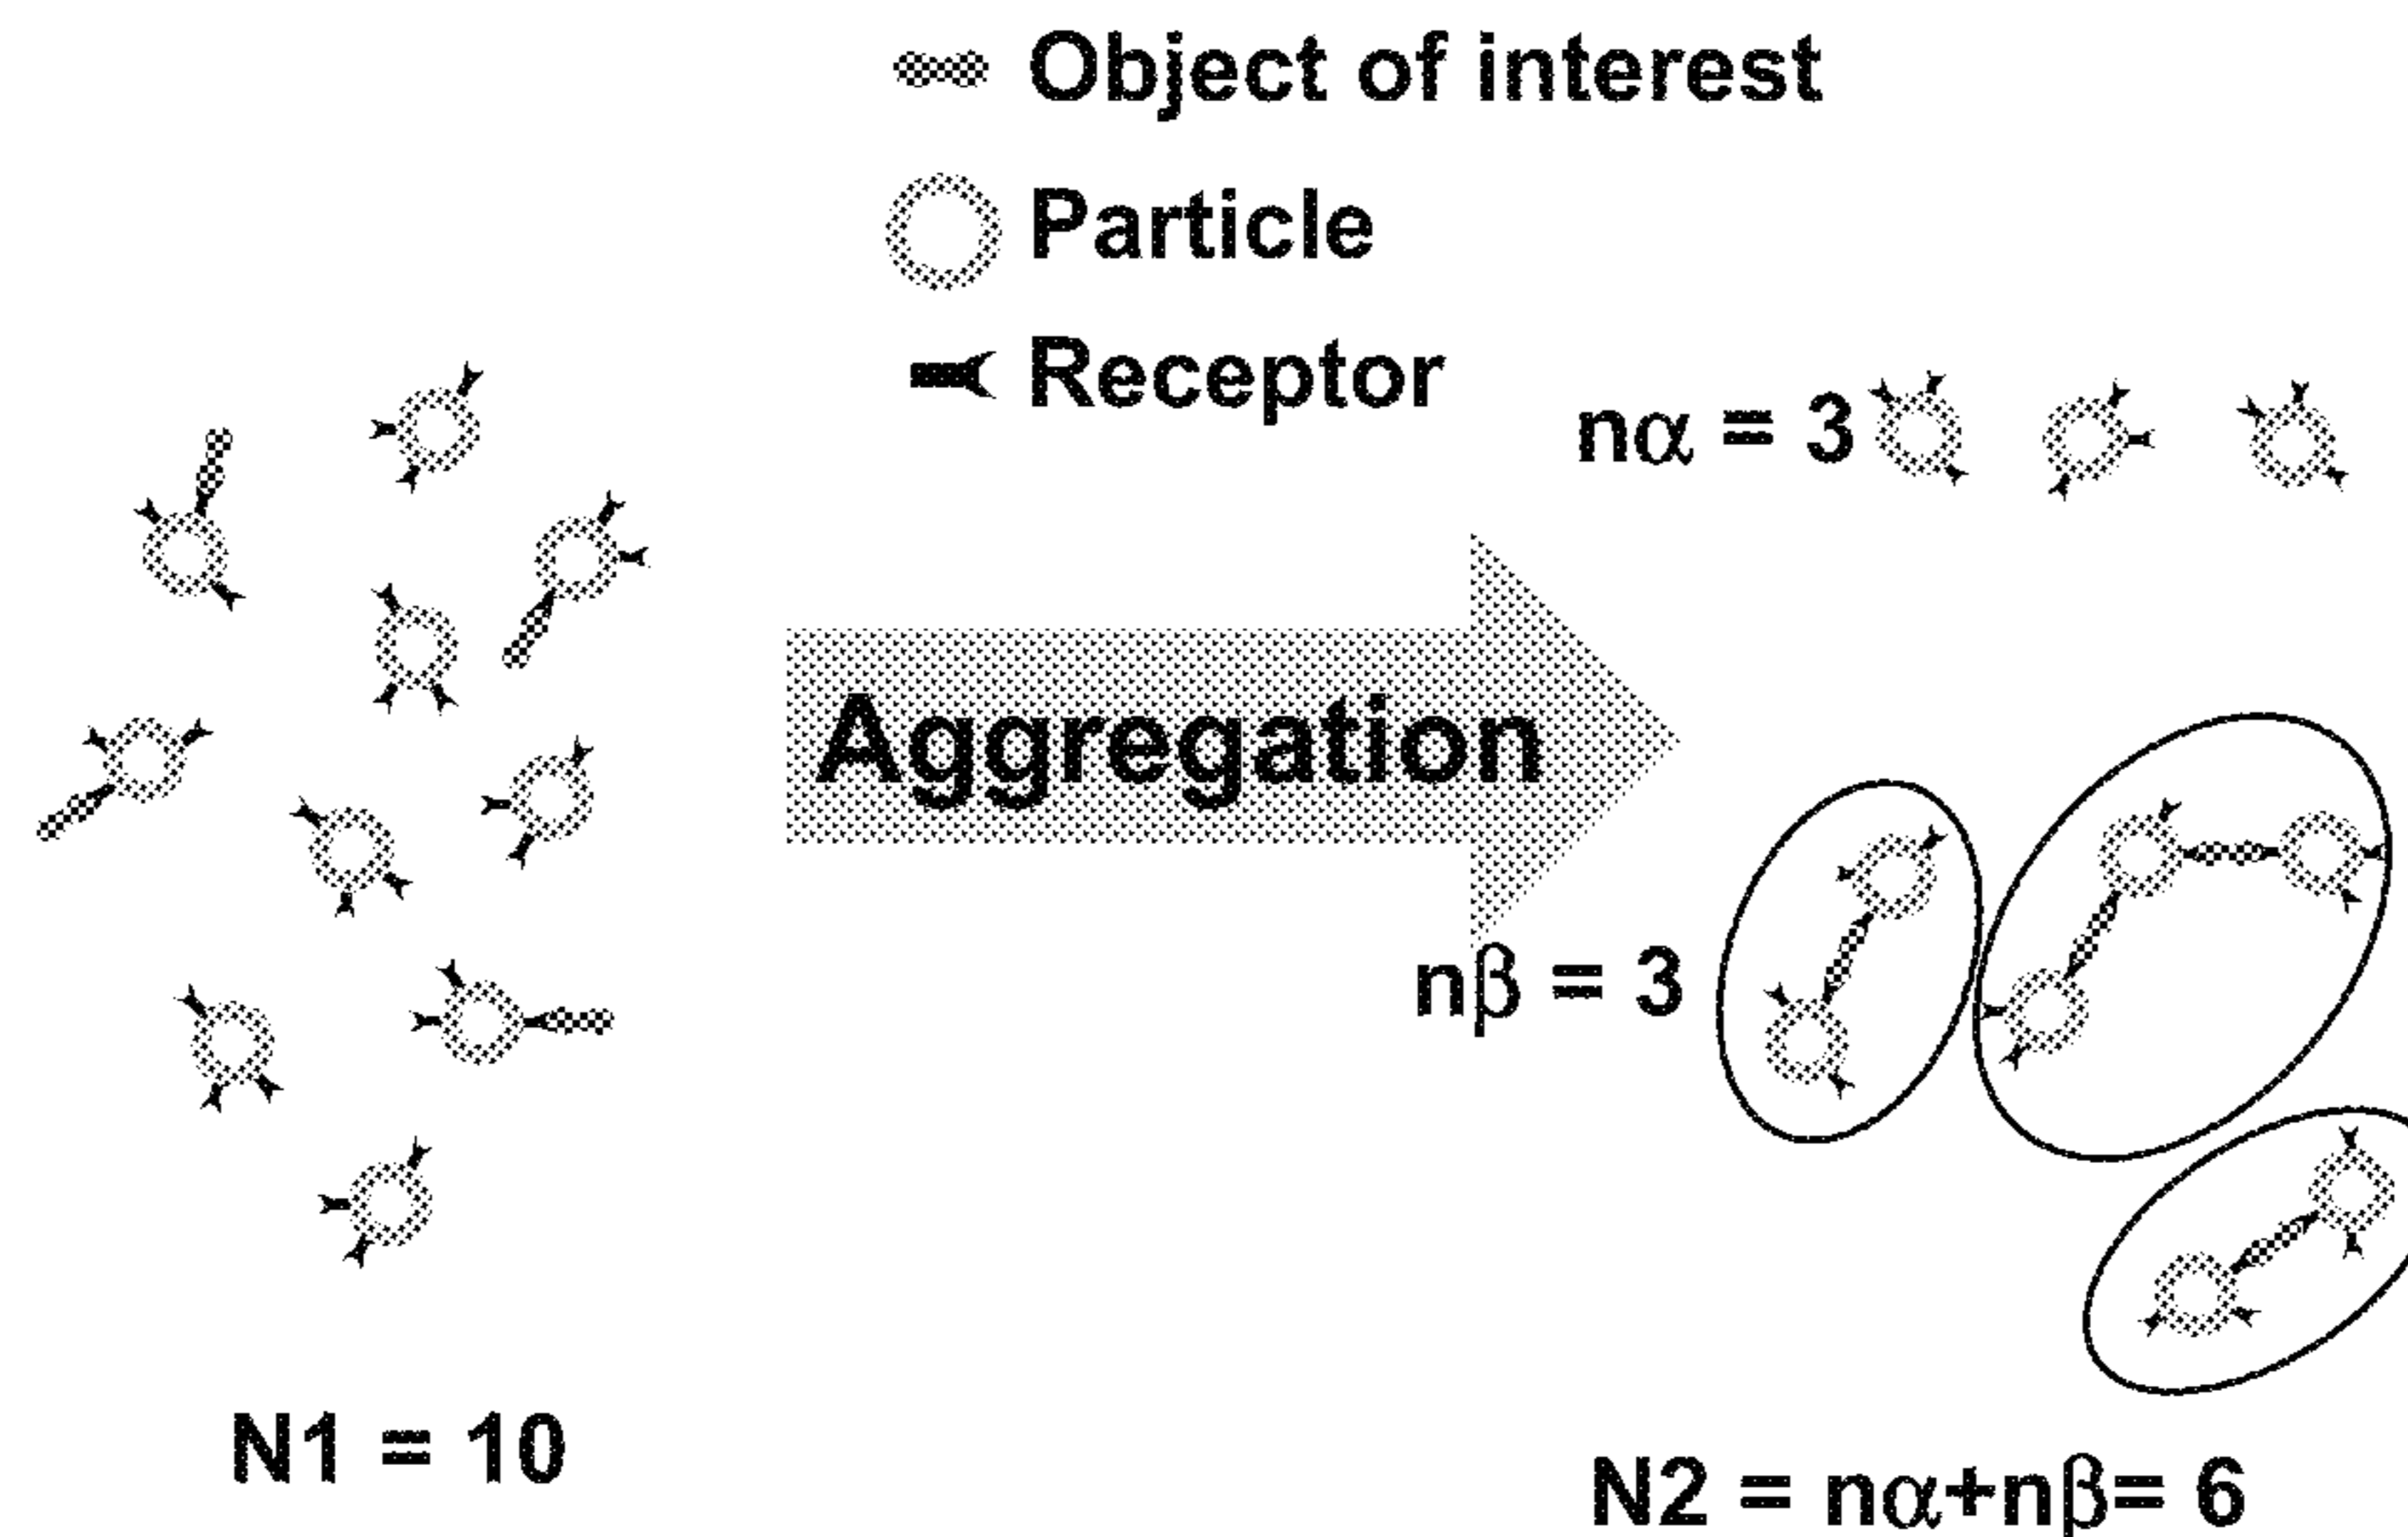 Object of interest
Particle
Receptor
nα = 3
Aggregation
nβ = 3
N1 = 10
N2 = nα+nβ= 6